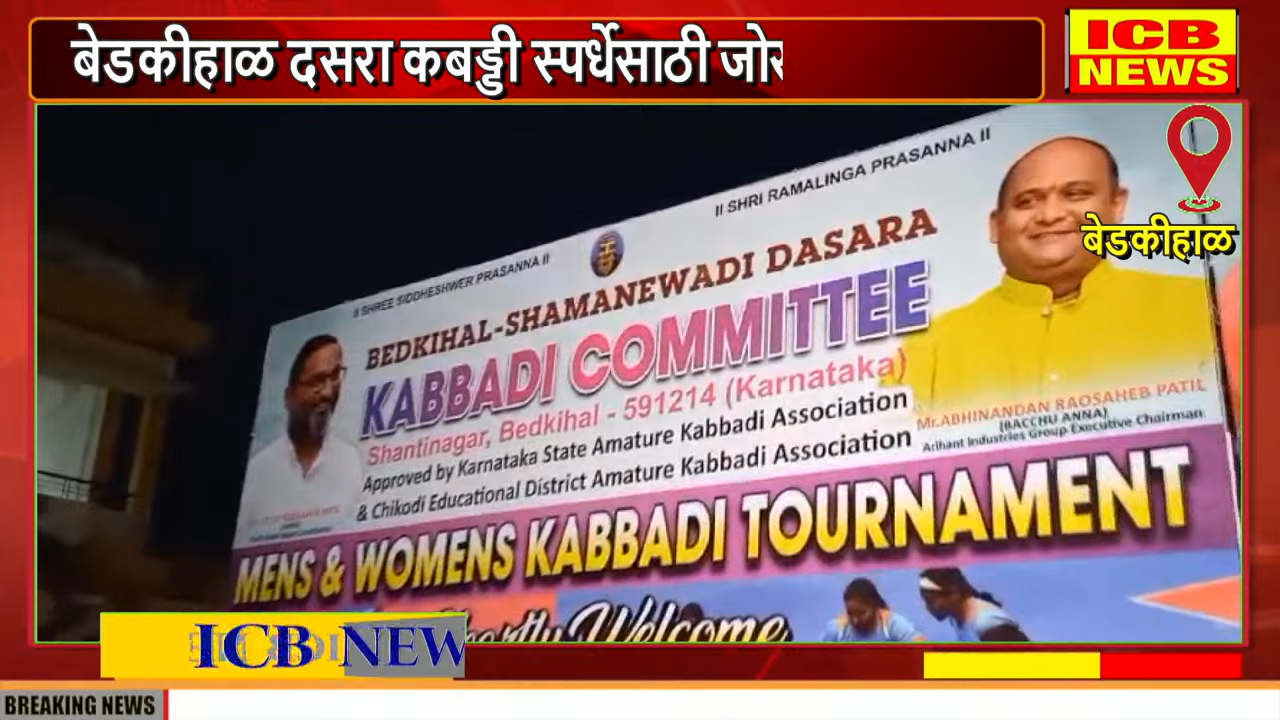 बेडकीहाळ दसरा कबड्डी स्पर्धेसाठी
ICB
NEWS
बेडकीहाळ
II SHREE SIDDHESHWER PRASANNA II
II SHRI RAMALINGA PRASANNA II
BEDKIHAL-SHAMANEWADI DASARA
KABBADI COMMITTEE
Shantinagar, Bedkihal - 591214 (Karnataka)
Approved by Karnataka State Amature Kabbadi Association
& Chikodi Educational District Amature Kabbadi Association
Mr.ABHINANDAN RAOSAHEB PATIL
(BACCHU ANNA)
Arihant Industries Group Executive Chairman
MENS & WOMENS KABBADI TOURNAMENT
Welcome
ICB NEW
BREAKING NEWS